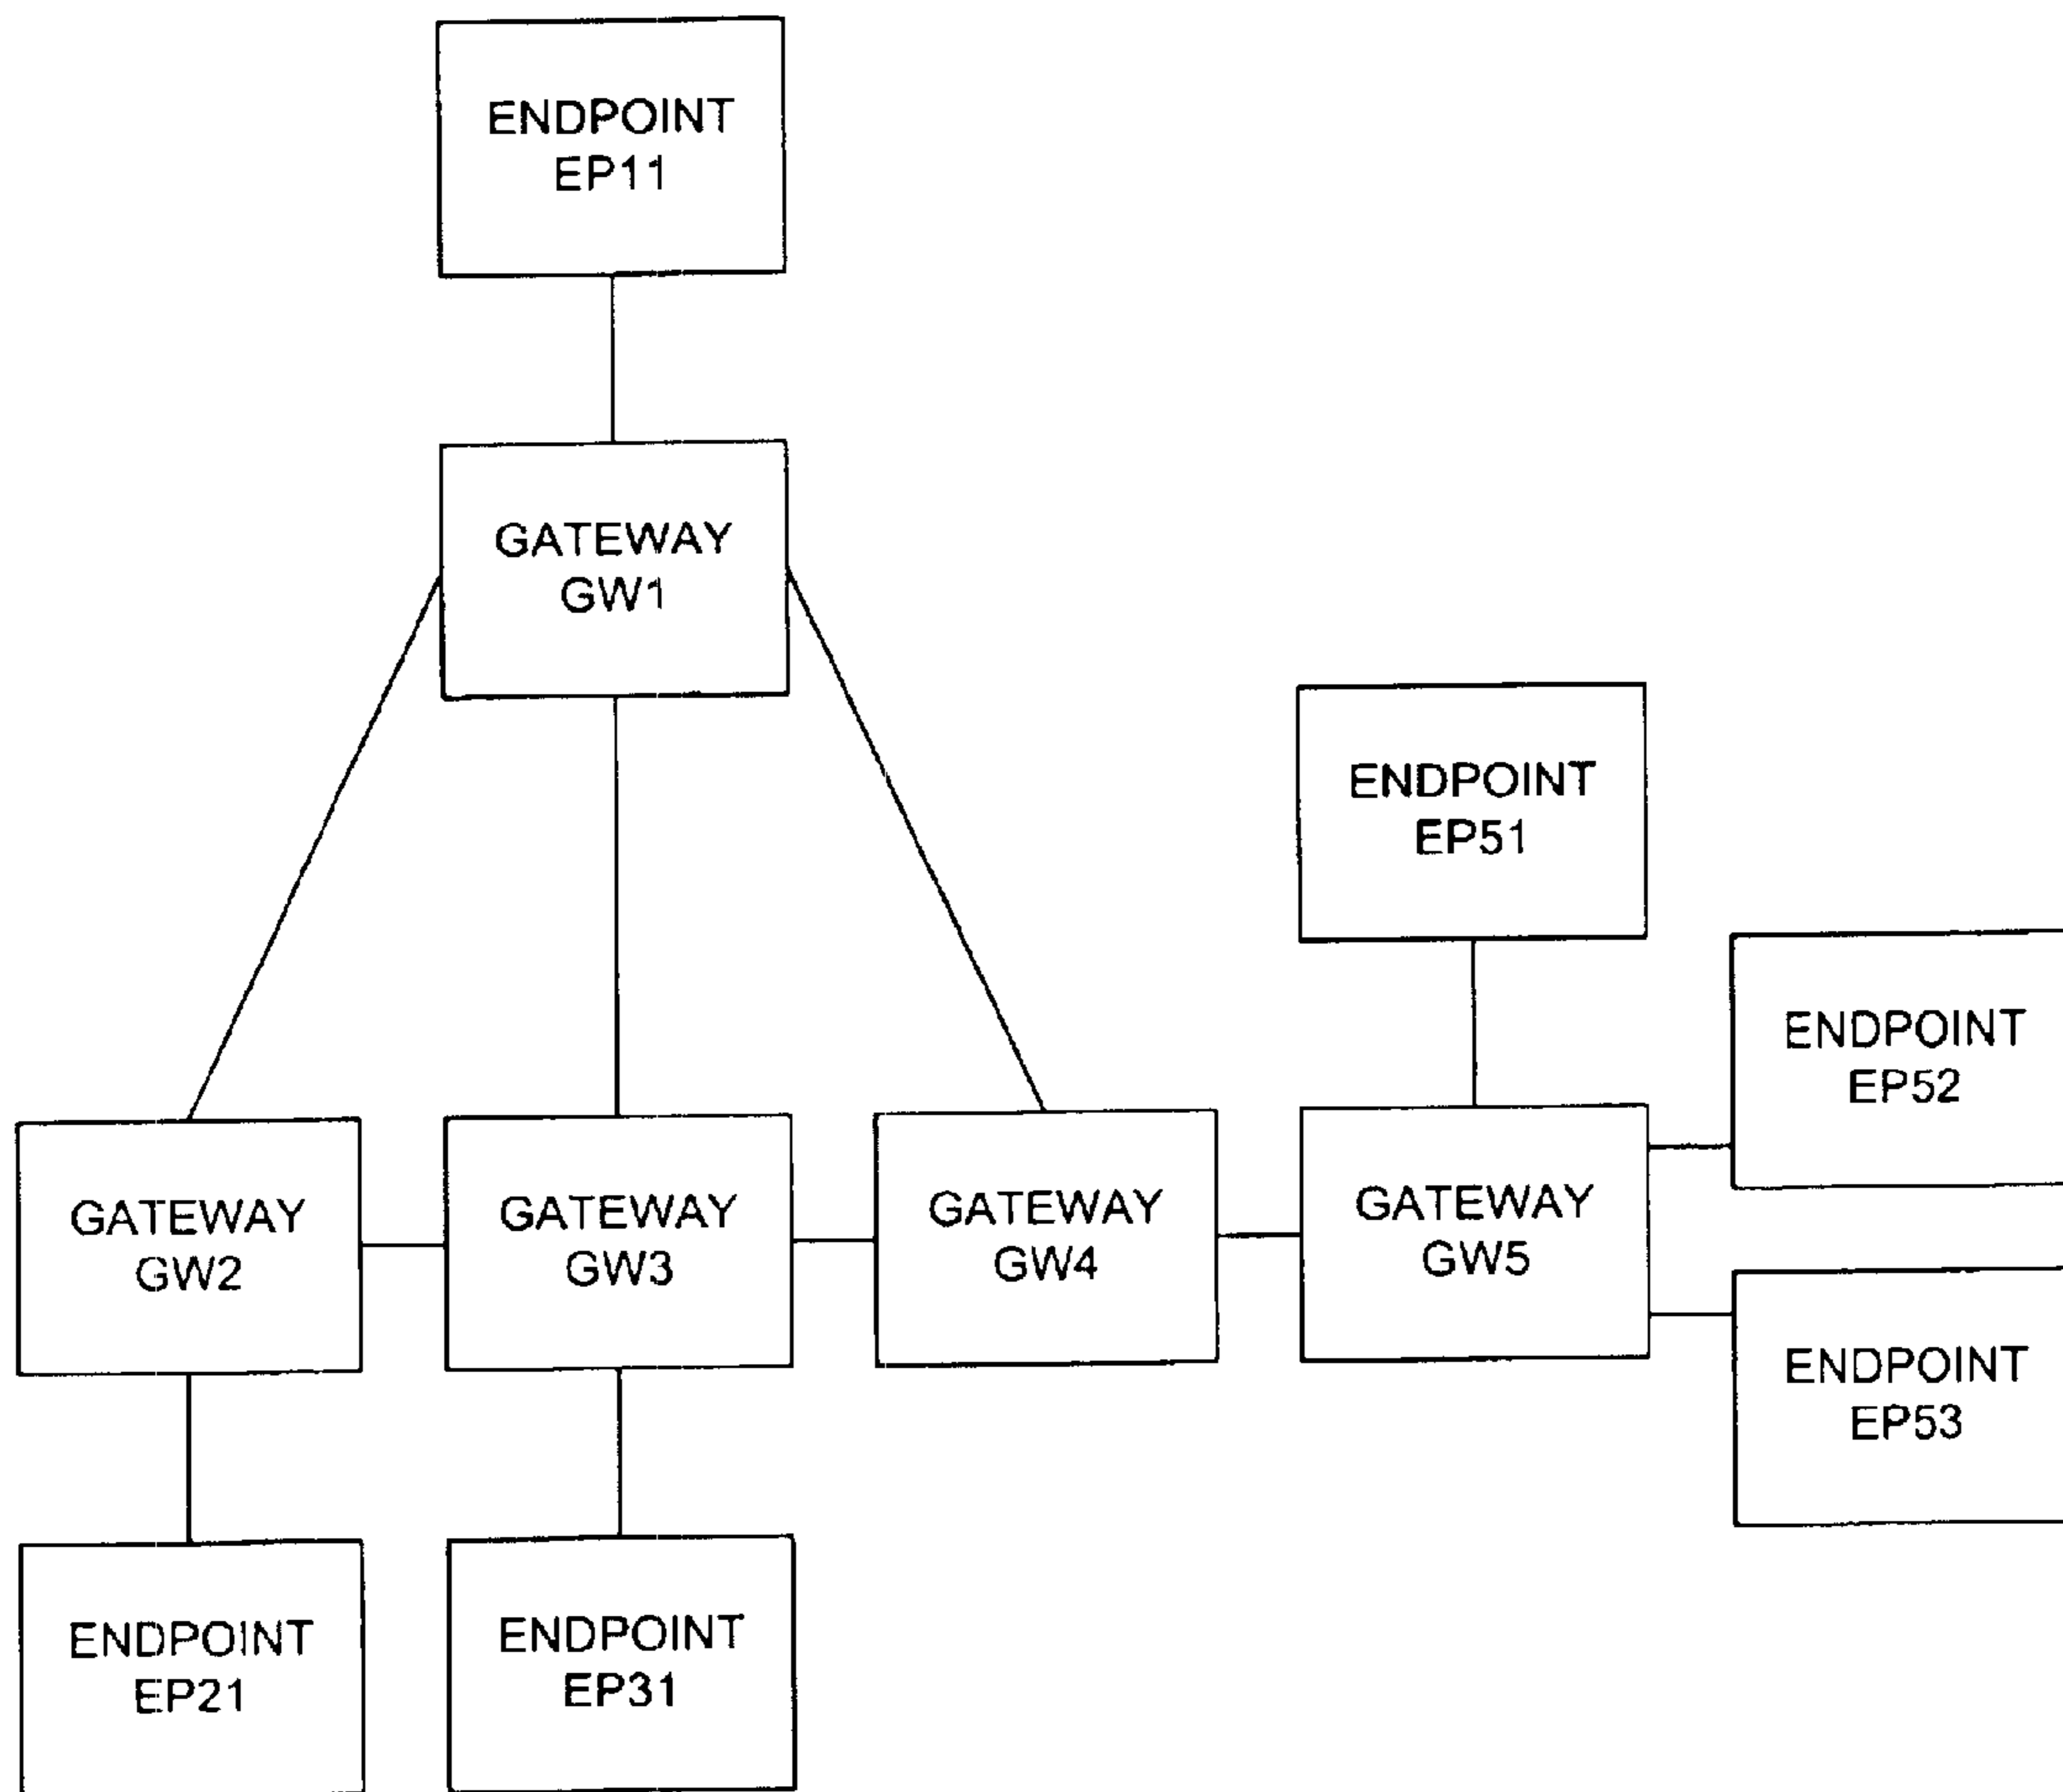 ENDPOINT
EP11
GATEWAY
GW1
ENDPOINT
EP51
ENDPOINT
EP52
GATEWAY
GW2
GATEWAY
GW3
GATEWAY
GW4
GATEWAY
GW5
ENDPOINT
EP53
ENDPOINT
EP21
ENDPOINT
EP31